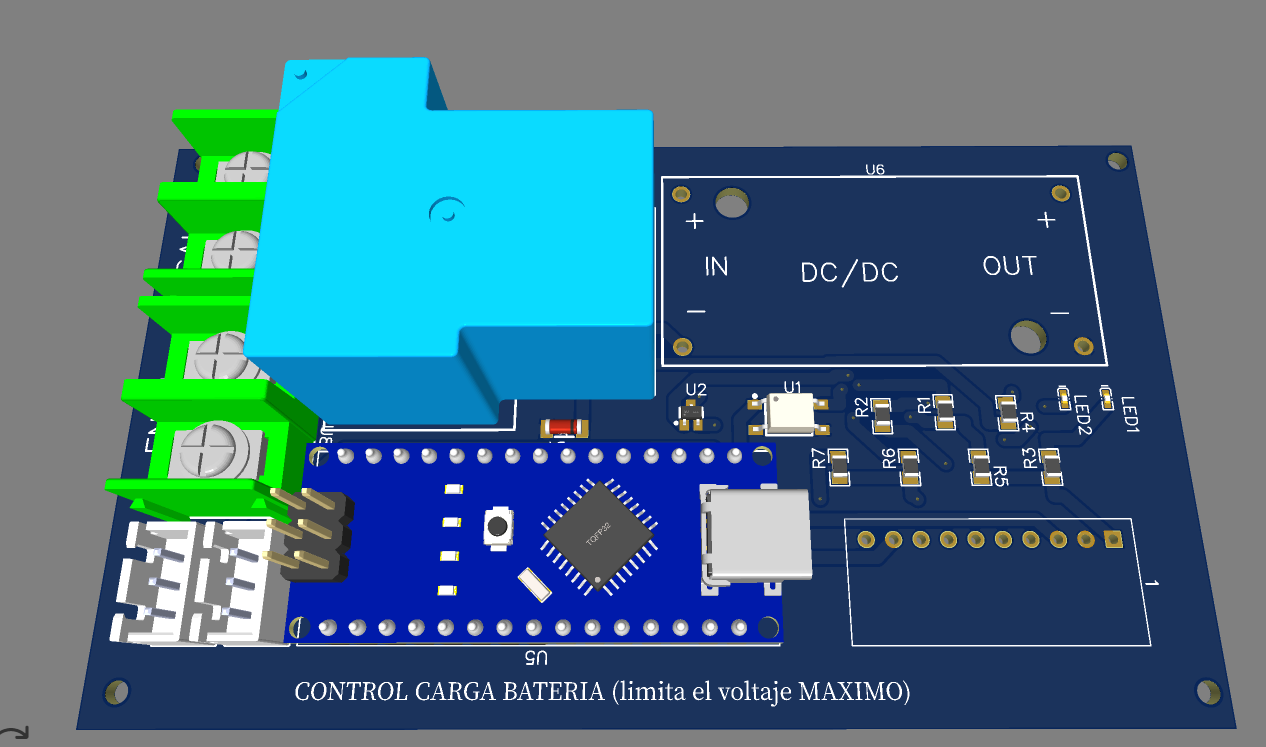 U6
+
+
IN
DC/DC
OUT
U2
U1
R2
R1
R4
LED2
LED1
R7
R6
R5
R3
TQFP32
1
U5
CONTROL CARGA BATERIA (limita el voltaje MAXIMO)